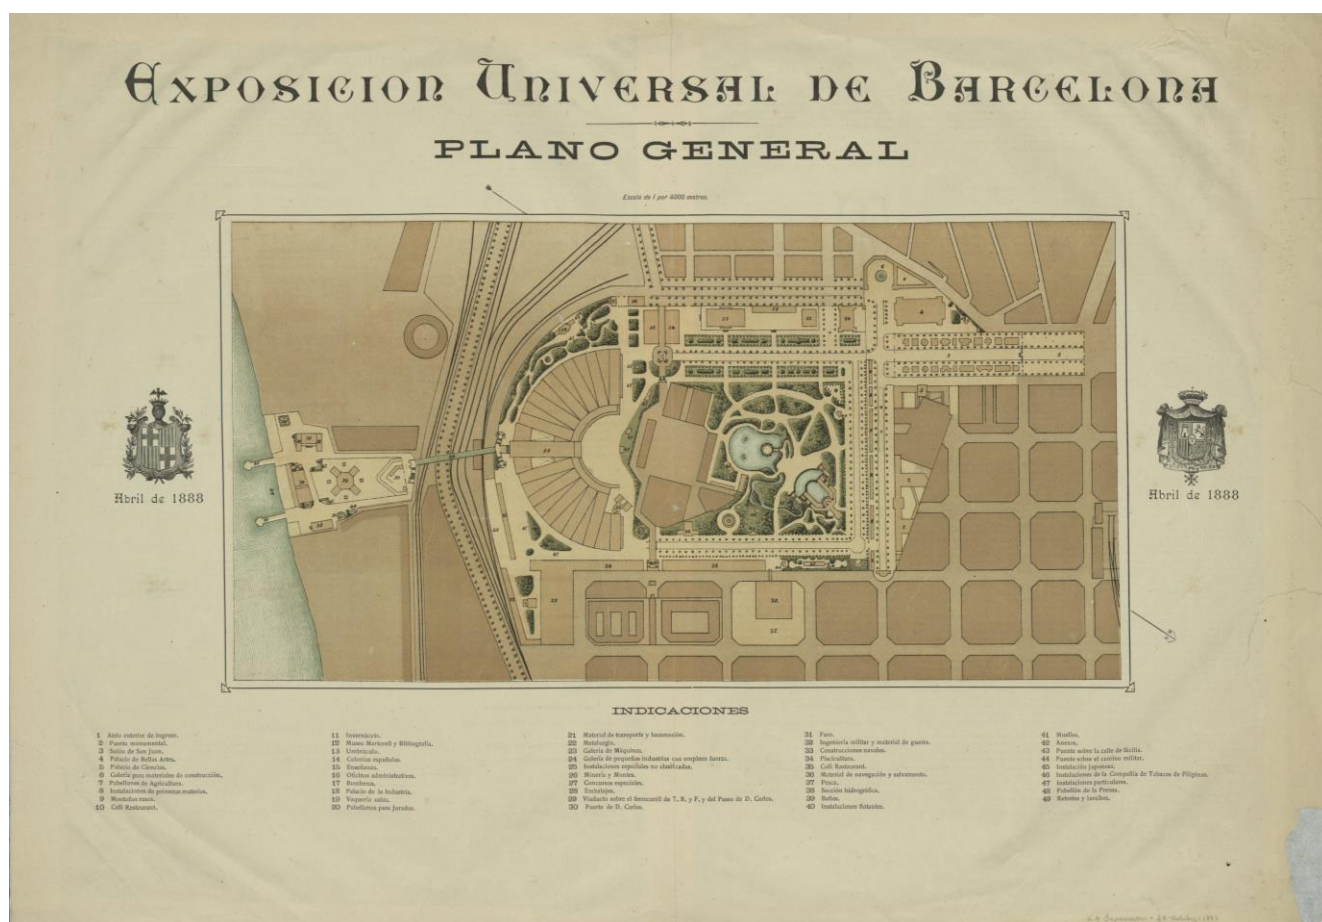 EXPOSICION UNIVERSAL DE BARCELONA
PLANO GENERAL
Escala de 1 por 4000 metros.
Abril de 1888
Abril de 1888
INDICACIONES
1 Atrio exterior de ingreso.
2 Puente monumental.
3 Salón de San Juan.
4 Palacio de Bellas Artes.
5 Palacio de Ciencias.
6 Galería para materiales de construcción.
7 Pabellones de Agricultura.
8 Instalaciones de primeras materias.
9 Montañas rusas.
10 Café Restaurant.
11 Invernáculo.
12 Museo Martorell y Bibliografía.
13 Umbráculo.
14 Colonias españolas.
15 Enseñanza.
16 Oficinas administrativas.
17 Bomberos.
18 Palacio de la Industria.
19 Vaquería suiza.
20 Pabellones para Jurados.
21 Material de transporte y locomoción.
22 Metalurgia.
23 Galería de Máquinas.
24 Galería de pequeñas industrias que emplean fuerza.
25 Instalaciones españolas no clasificadas.
26 Minería y Montes.
27 Concursos especiales.
28 Embalajes.
29 Viaducto sobre el ferrocarril de T. B. y F., y del Paseo de D. Carlos.
30 Fuerte de D. Carlos.
31 Faro.
32 Ingeniería militar y material de guerra.
33 Construcciones navales.
34 Piscicultura.
35 Café Restaurant.
36 Material de navegación y salvamento.
37 Pesca.
38 Sección hidrográfica.
39 Radas.
40 Instalaciones flotantes.
41 Muelles.
42 Anexos.
43 Puente sobre la calle de Sicilia.
44 Puente sobre el camino militar.
45 Instalación japonesa.
46 Instalaciones de la Compañía de Tabacos de Filipinas.
47 Instalaciones particulares.
48 Pabellón de la Prensa.
49 Retretes y lavabos.